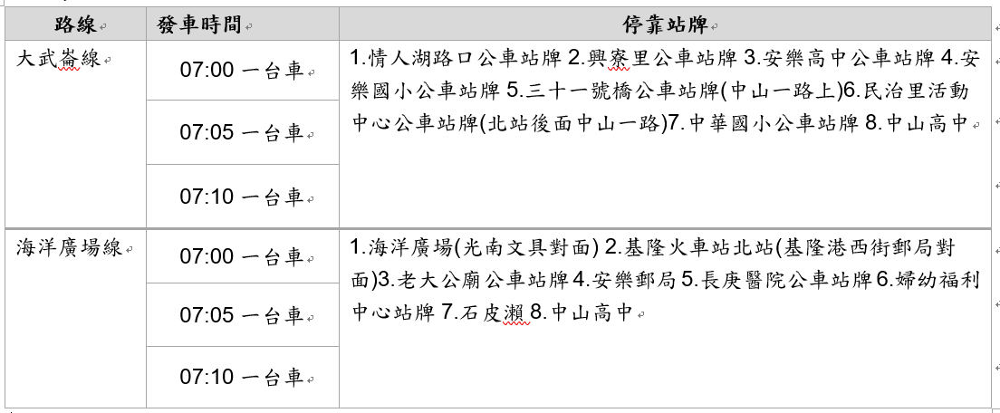 路線 發車時間 停靠站牌
大武崙線
07:00 一台車
07:05 一台車
07:10 一台車
1.情人湖路口公車站牌 2.興寮里公車站牌 3.安樂高中公車站牌 4.安
樂國小公車站牌 5.三十一號橋公車站牌(中山一路上)6.民治里活動
中心公車站牌(北站後面中山一路)7.中華國小公車站牌 8.中山高中
海洋廣場線
07:00 一台車
07:05 一台車
07:10 一台車
1.海洋廣場(光南文具對面) 2.基隆火車站北站(基隆港西街郵局對
面)3.老大公廟公車站牌4.安樂郵局5.長庚醫院公車站牌6.婦幼福利
中心站牌 7.石皮瀨 8.中山高中